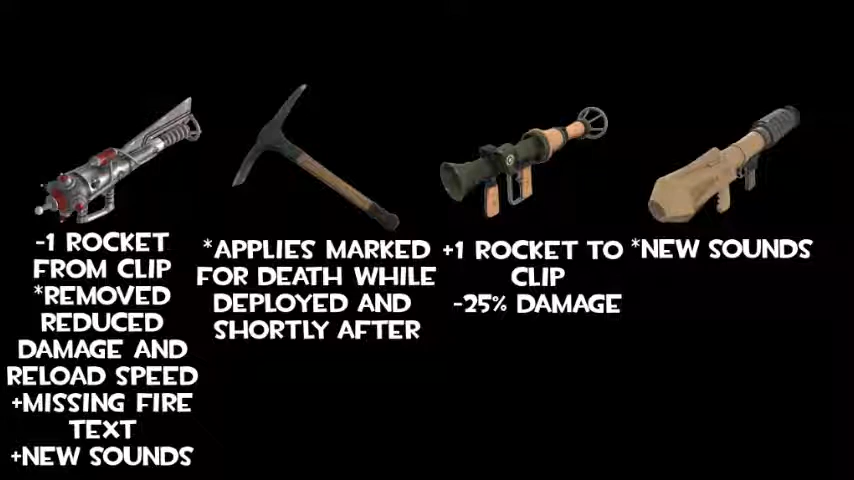 -1 ROCKET
FROM CLIP
*REMOVED
REDUCED
DAMAGE AND
RELOAD SPEED
+MISSING FIRE
TEXT
+NEW SOUNDS
*APPLIES MARKED
FOR DEATH WHILE
DEPLOYED AND
SHORTLY AFTER
+1 ROCKET TO
CLIP
-25% DAMAGE
*NEW SOUNDS